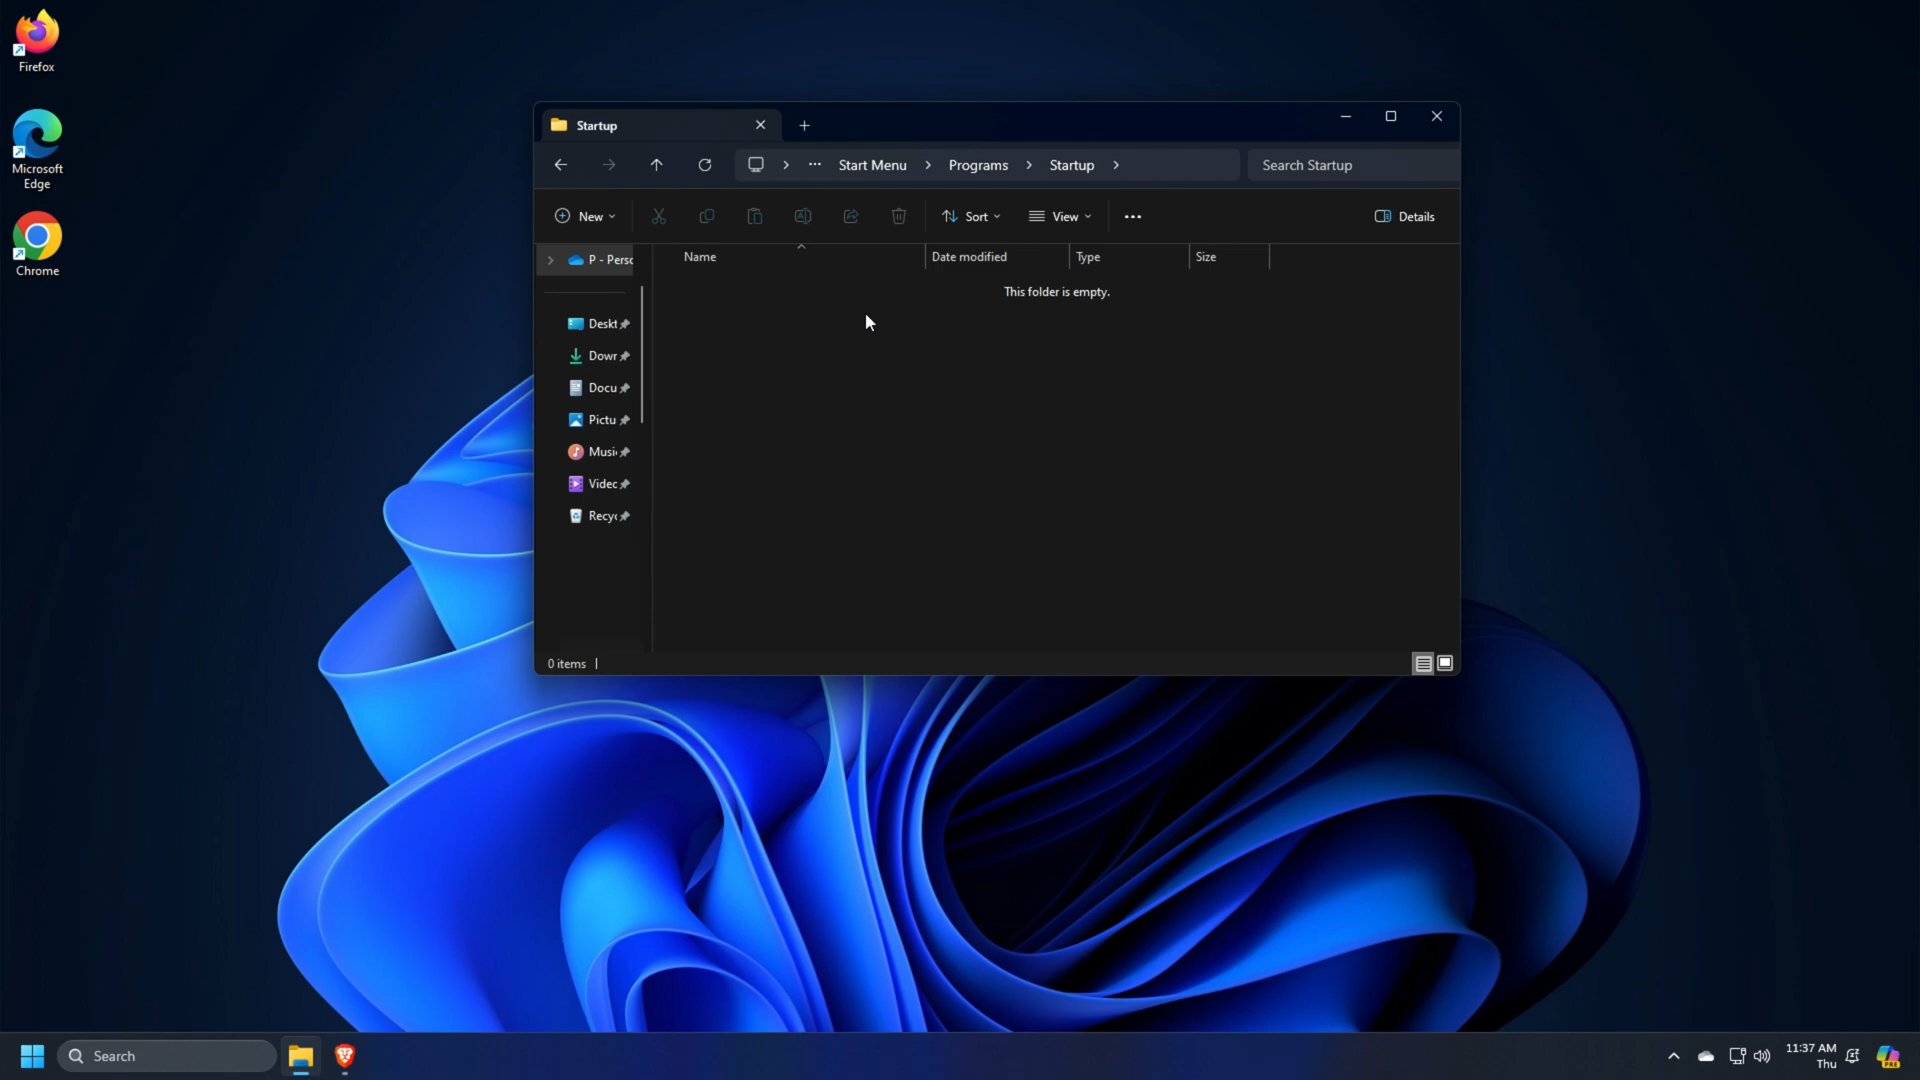 Firefox
Microsoft
Edge
Chrome
Startup
Start Menu
Programs
Startup
Search Startup
New
Sort
View
Details
P - Persc
Name
Date modified
Type
Size
This folder is empty.
Deskt
Dowr
Docu
Pictu
Musi
Videc
Recy
0 items
Search
11:37 AM
Thu
PRE